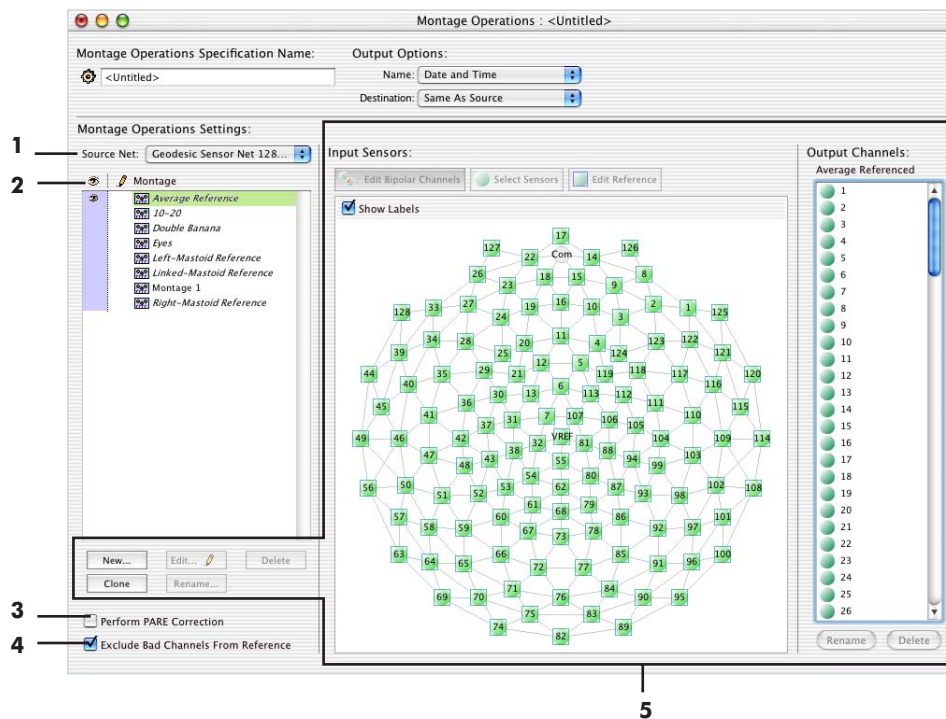 Montage Operations : <Untitled>
Montage Operations Specification Name:
<Untitled>
Output Options:
Name: Date and Time
Destination: Same As Source
Montage Operations Settings:
1
Source Net: Geodesic Sensor Net 128...
2
Montage
Average Reference
10-20
Double Banana
Eyes
Left-Mastoid Reference
Linked-Mastoid Reference
Montage 1
Right-Mastoid Reference
New... Edit... Delete
Clone Rename...
3
Perform PARE Correction
4
Exclude Bad Channels From Reference
Input Sensors:
Edit Bipolar Channels Select Sensors Edit Reference
Show Labels
17
127 126
22 Com 14
26 23 18 15 9 8
128 33 27 19 16 10 2 1 125
24 3
34 28 20 11 4 123 122
39 25 12 5 124 121
44 40 35 29 21 119 118 117 116 120
45 41 36 30 13 6 113 112 111 110 115
37 31 7 107 106 105
49 46 42 38 32 VREF 81 88 104 109 114
47 48 43 55 94 99 103
56 50 51 52 53 54 62 80 87 93 98 102 108
57 58 59 60 61 68 79 86 92 97 101
67 73 78
63 64 65 66 72 77 85 91 96 100
69 70 71 76 84 90 95
74 75 83 89
82
Output Channels:
Average Referenced
1
2
3
4
5
6
7
8
9
10
11
12
13
14
15
16
17
18
19
20
21
22
23
24
25
26
Rename Delete
5